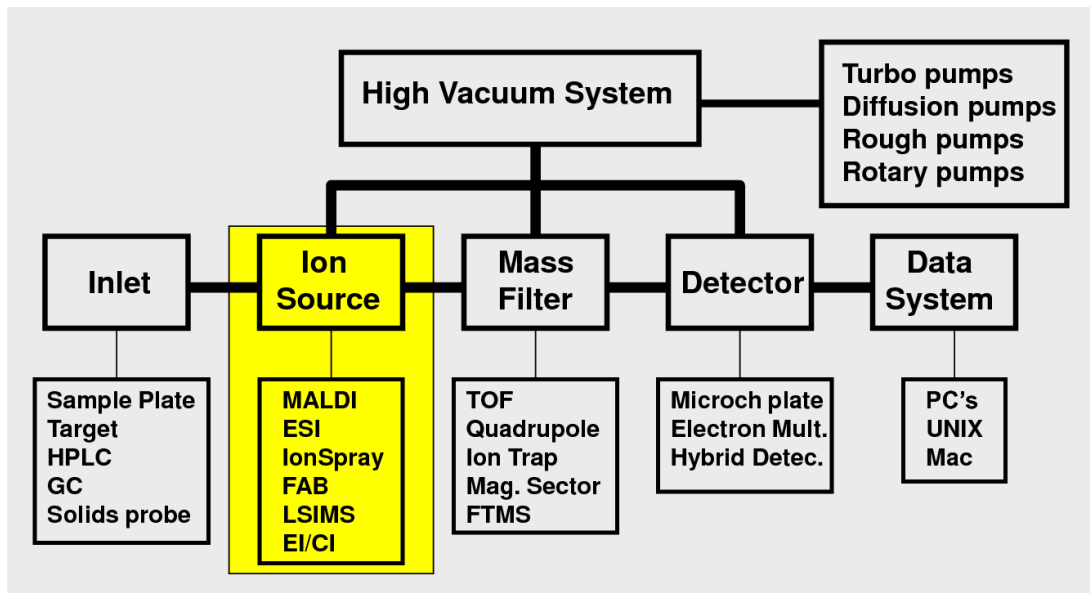 High Vacuum System
Turbo pumps
Diffusion pumps
Rough pumps
Rotary pumps
Inlet
Ion
Source
Mass
Filter
Detector
Data
System
Sample Plate
Target
HPLC
GC
Solids probe
MALDI
ESI
IonSpray
FAB
LSIMS
EI/CI
TOF
Quadrupole
Ion Trap
Mag. Sector
FTMS
Microch plate
Electron Mult.
Hybrid Detec.
PC's
UNIX
Mac